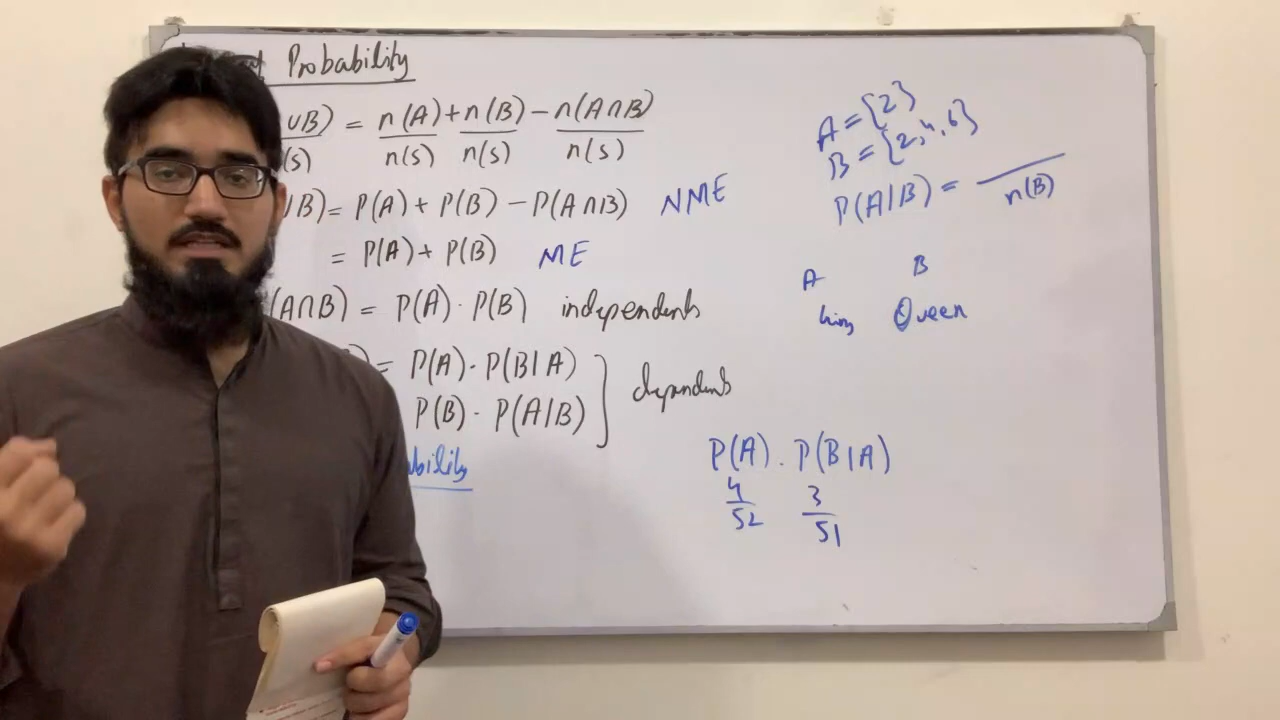 Probability
∪B) = n(A) + n(B) − n(A∩B)
(s) n(s) n(s) n(s)
∪B) = P(A) + P(B) − P(A∩B) NME
= P(A) + P(B) ME
(A∩B) = P(A) · P(B) independents
) = P(A) · P(B|A)
P(B) · P(A|B)
dependents
bility
A = {2}
B = {2,4,6}
P(A|B) = —
n(B)
A B
king Queen
P(A) . P(B|A)
4/52 3/51